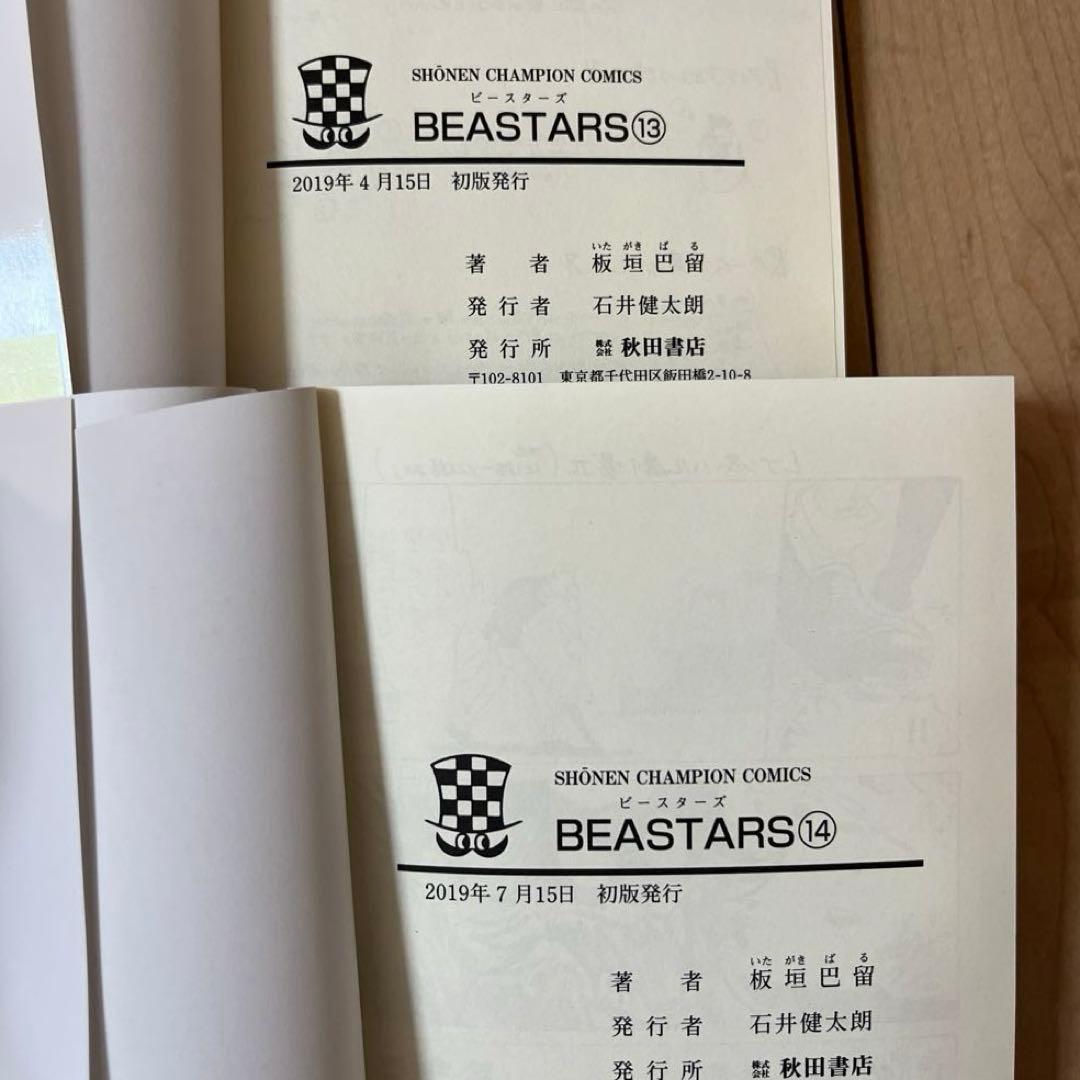 SHŌNEN CHAMPION COMICS
ビースターズ
BEASTARS⑬
2019年4月15日 初版発行
いたがきぱる
著者 板垣巴留
発行者 石井健太朗
発行所 株式会社 秋田書店
〒102-8101 東京都千代田区飯田橋2-10-8
SHŌNEN CHAMPION COMICS
ビースターズ
BEASTARS⑭
2019年7月15日 初版発行
いたがきぱる
著者 板垣巴留
発行者 石井健太朗
発行所 株式会社 秋田書店